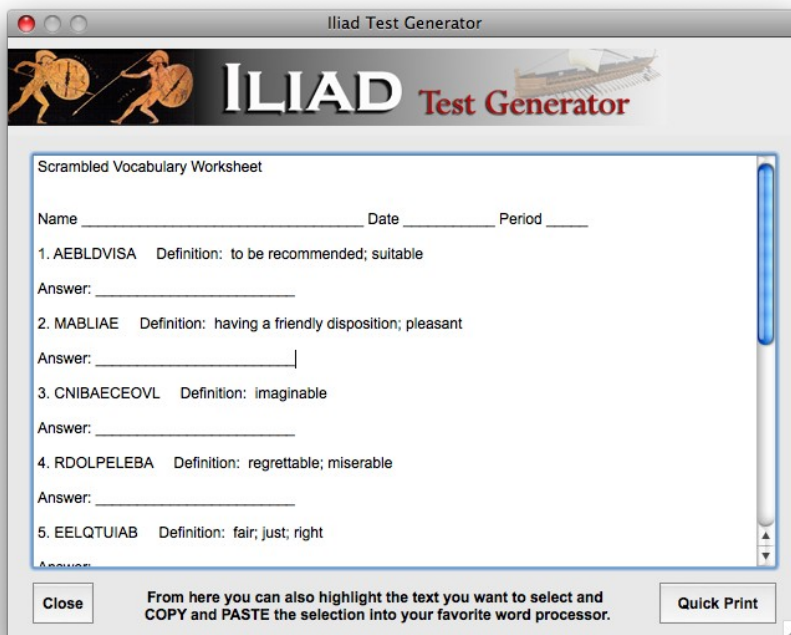 Iliad Test Generator
ILIAD Test Generator
Scrambled Vocabulary Worksheet
Name __________________________________ Date ___________ Period _____
1. AEBLDVISA Definition: to be recommended; suitable
Answer: ________________________
2. MABLIAE Definition: having a friendly disposition; pleasant
Answer: ________________________
3. CNIBAECEOVL Definition: imaginable
Answer: ________________________
4. RDOLPELEBA Definition: regrettable; miserable
Answer: ________________________
5. EELQTUIAB Definition: fair; just; right
Answer:
Close
From here you can also highlight the text you want to select and
COPY and PASTE the selection into your favorite word processor.
Quick Print